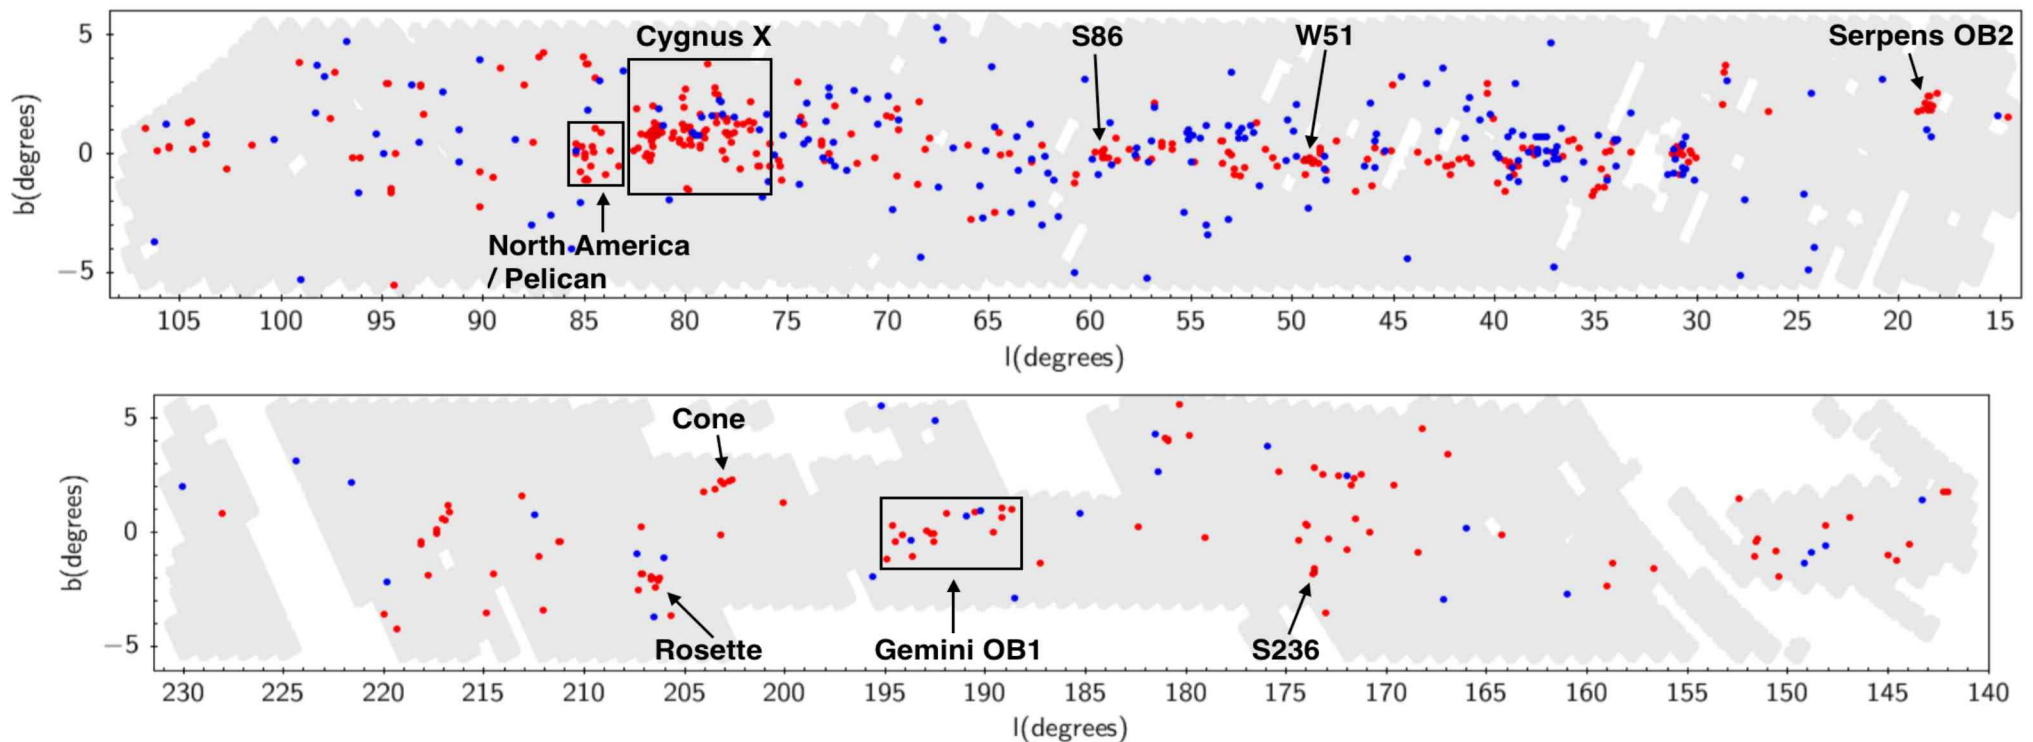 Cygnus X
S86
W51
Serpens OB2
5
0
−5
b(degrees)
North America
/ Pelican
105 100 95 90 85 80 75 70 65 60 55 50 45 40 35 30 25 20 15
l(degrees)
Cone
5
0
−5
b(degrees)
Rosette
Gemini OB1
S236
230 220 215 210 205 200 195 190 185 180 175 170 165 160 155 150 145 140
l(degrees)